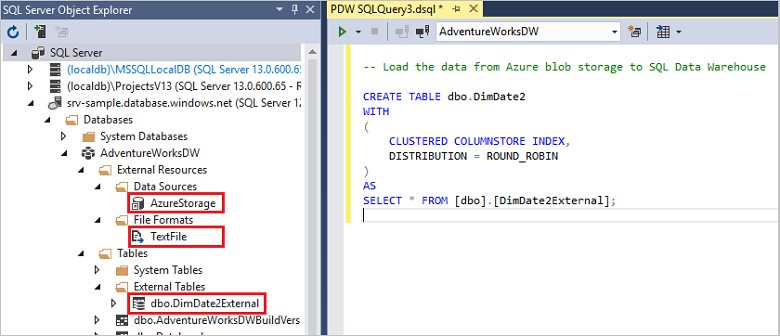 SQL Server Object Explorer
SQL Server
(localdb)\MSSQLLocalDB (SQL Server 13.0.600.65
(localdb)\ProjectsV13 (SQL Server 13.0.600.65 - R
srv-sample.database.windows.net (SQL Server 12
Databases
System Databases
AdventureWorksDW
External Resources
Data Sources
AzureStorage
File Formats
TextFile
Tables
System Tables
External Tables
dbo.DimDate2External
dbo.AdventureWorksDWBuildVers
PDW SQLQuery3.dsql *
AdventureWorksDW
-- Load the data from Azure blob storage to SQL Data Warehouse
CREATE TABLE dbo.DimDate2
WITH
(
CLUSTERED COLUMNSTORE INDEX,
DISTRIBUTION = ROUND_ROBIN
)
AS
SELECT * FROM [dbo].[DimDate2External];